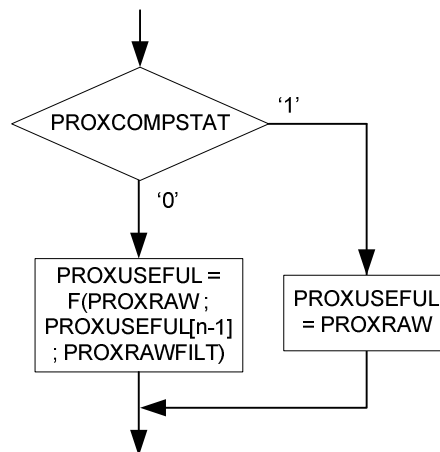 PROXCOMPSTAT
‘1’
‘0’
PROXUSEFUL =
F(PROXRAW ;
PROXUSEFUL[n-1]
; PROXRAWFILT)
PROXUSEFUL
= PROXRAW